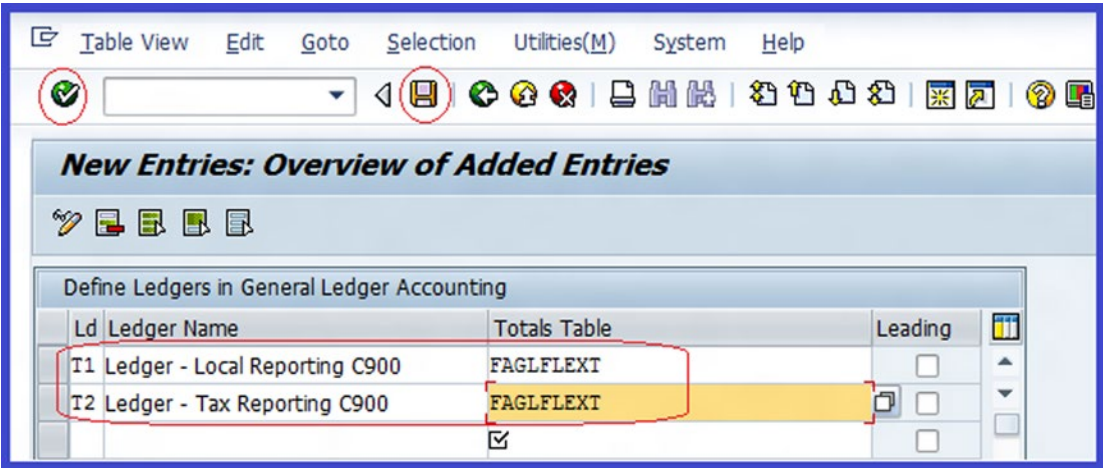 Table View Edit Goto Selection Utilities(M) System Help
New Entries: Overview of Added Entries
Define Ledgers in General Ledger Accounting
Ld Ledger Name Totals Table Leading
T1 Ledger - Local Reporting C900 FAGLFLEXT
T2 Ledger - Tax Reporting C900 FAGLFLEXT